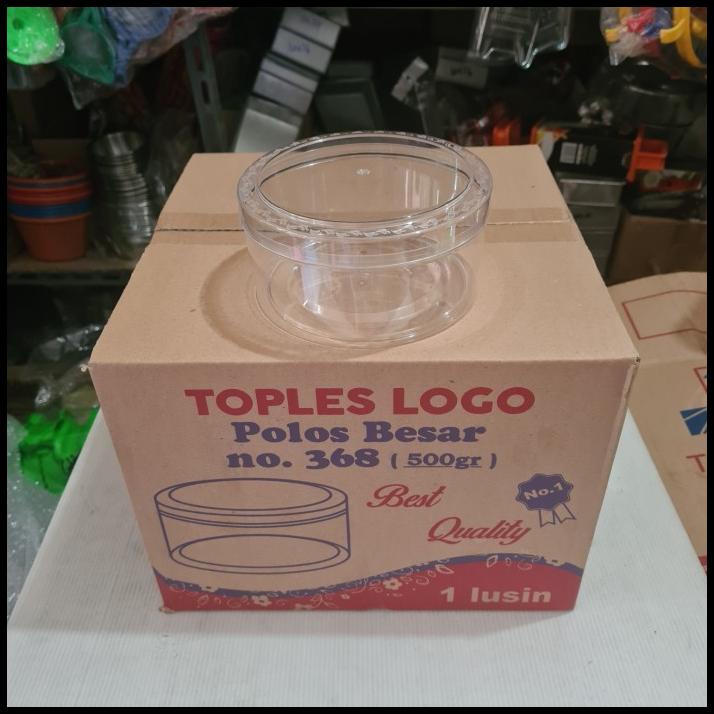 TOPLES LOGO
Polos Besar
no. 368 (500gr)
Best
Quality
No.1
1 lusin